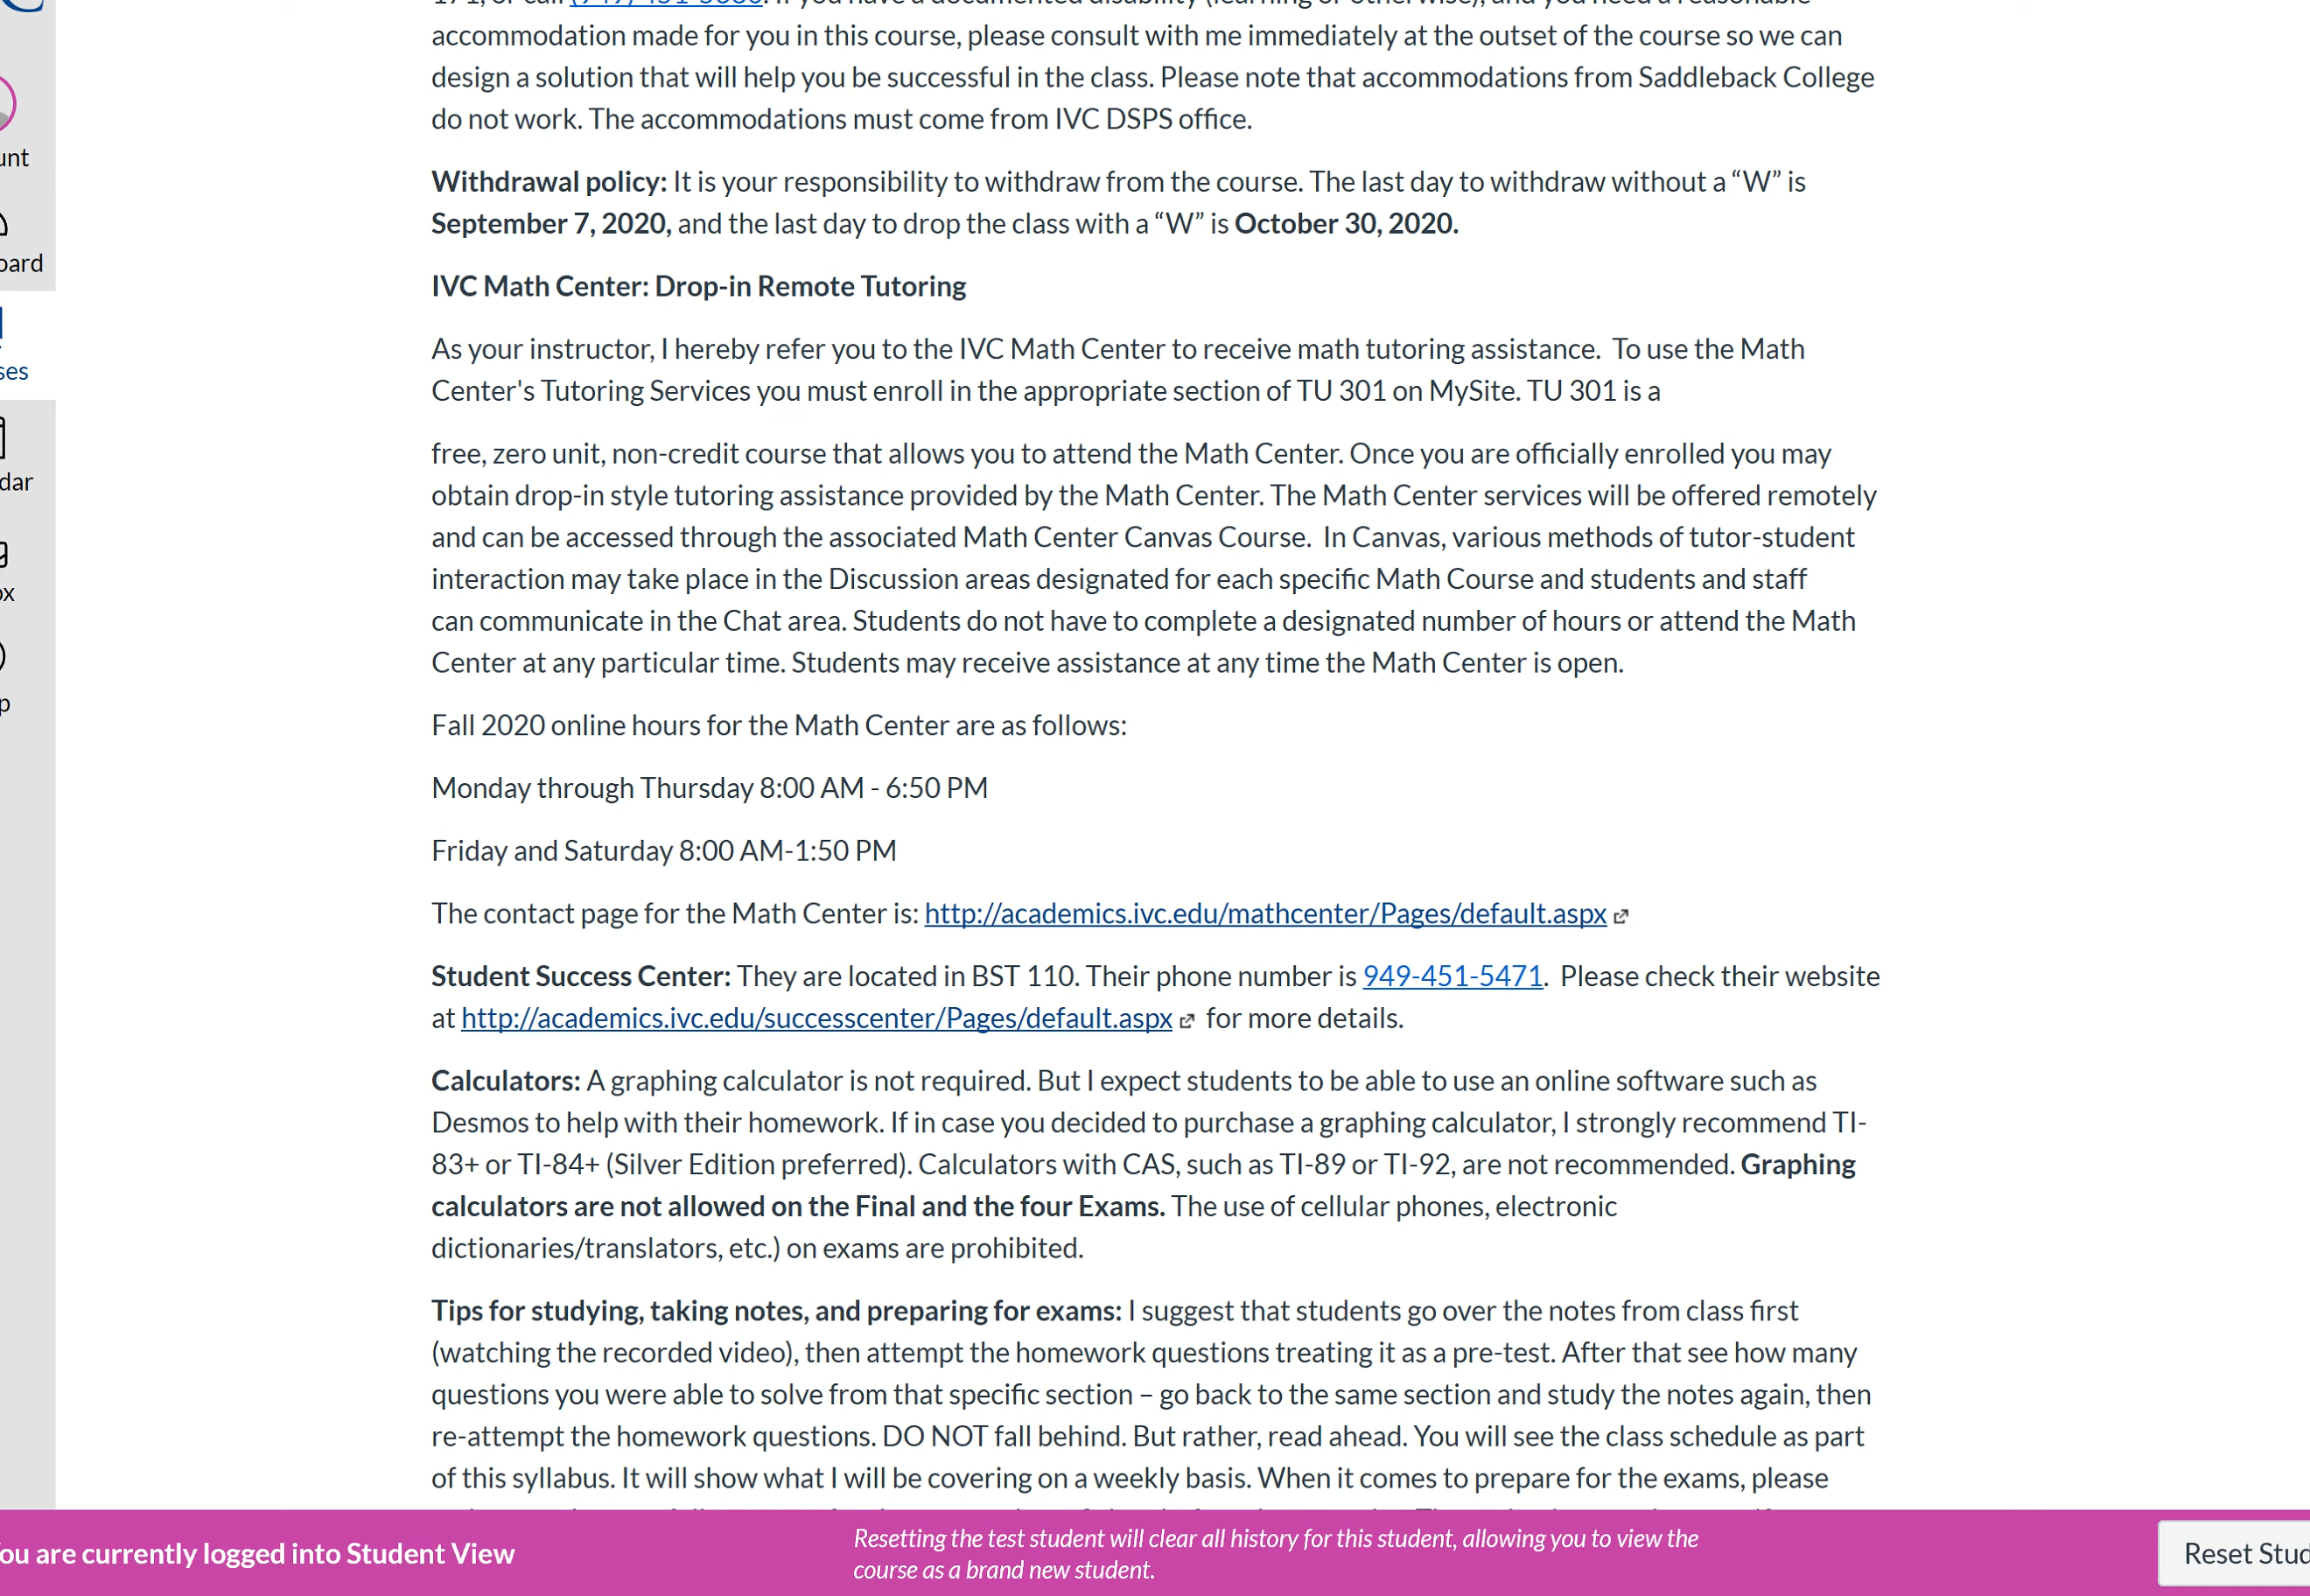 171, or call (949) 451-5630. If you have a documented disability (learning or otherwise), and you need a reasonable
accommodation made for you in this course, please consult with me immediately at the outset of the course so we can
design a solution that will help you be successful in the class. Please note that accommodations from Saddleback College
do not work. The accommodations must come from IVC DSPS office.
Withdrawal policy: It is your responsibility to withdraw from the course. The last day to withdraw without a “W” is
September 7, 2020, and the last day to drop the class with a “W” is October 30, 2020.
IVC Math Center: Drop-in Remote Tutoring
As your instructor, I hereby refer you to the IVC Math Center to receive math tutoring assistance.  To use the Math
Center's Tutoring Services you must enroll in the appropriate section of TU 301 on MySite. TU 301 is a
free, zero unit, non-credit course that allows you to attend the Math Center. Once you are officially enrolled you may
obtain drop-in style tutoring assistance provided by the Math Center. The Math Center services will be offered remotely
and can be accessed through the associated Math Center Canvas Course.  In Canvas, various methods of tutor-student
interaction may take place in the Discussion areas designated for each specific Math Course and students and staff
can communicate in the Chat area. Students do not have to complete a designated number of hours or attend the Math
Center at any particular time. Students may receive assistance at any time the Math Center is open.
Fall 2020 online hours for the Math Center are as follows:
Monday through Thursday 8:00 AM - 6:50 PM
Friday and Saturday 8:00 AM-1:50 PM
The contact page for the Math Center is: http://academics.ivc.edu/mathcenter/Pages/default.aspx
Student Success Center: They are located in BST 110. Their phone number is 949-451-5471.  Please check their website
at http://academics.ivc.edu/successcenter/Pages/default.aspx for more details.
Calculators: A graphing calculator is not required. But I expect students to be able to use an online software such as
Desmos to help with their homework. If in case you decided to purchase a graphing calculator, I strongly recommend TI-
83+ or TI-84+ (Silver Edition preferred). Calculators with CAS, such as TI-89 or TI-92, are not recommended. Graphing
calculators are not allowed on the Final and the four Exams. The use of cellular phones, electronic
dictionaries/translators, etc.) on exams are prohibited.
Tips for studying, taking notes, and preparing for exams: I suggest that students go over the notes from class first
(watching the recorded video), then attempt the homework questions treating it as a pre-test. After that see how many
questions you were able to solve from that specific section – go back to the same section and study the notes again, then
re-attempt the homework questions. DO NOT fall behind. But rather, read ahead. You will see the class schedule as part
of this syllabus. It will show what I will be covering on a weekly basis. When it comes to prepare for the exams, please
unt
oard
ses
dar
ox
p
ou are currently logged into Student View
Resetting the test student will clear all history for this student, allowing you to view the
course as a brand new student.
Reset Stud